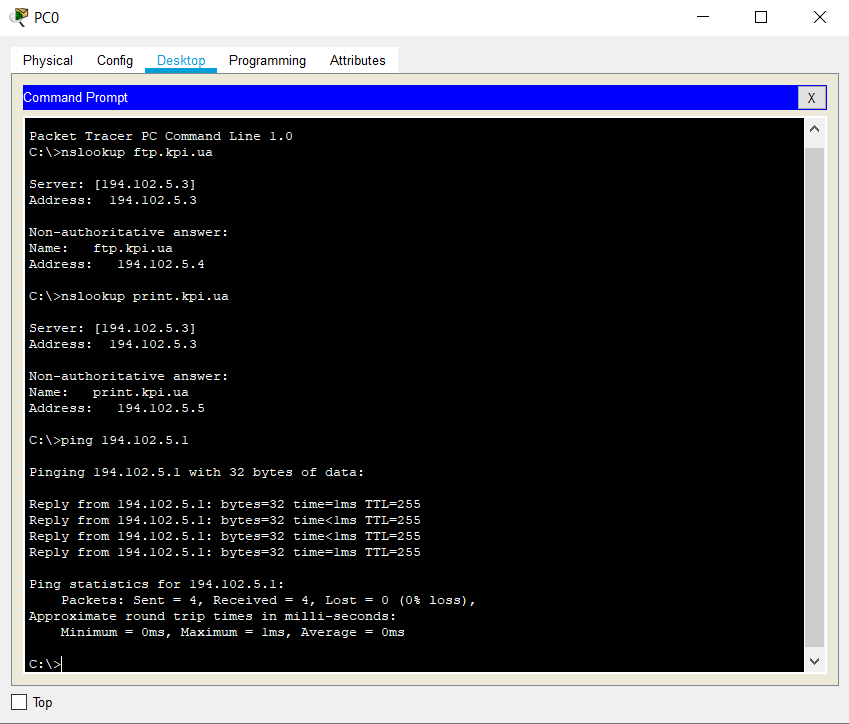 PC0
Physical Config Desktop Programming Attributes
Command Prompt X
Packet Tracer PC Command Line 1.0
C:\>nslookup ftp.kpi.ua
Server: [194.102.5.3]
Address:  194.102.5.3
Non-authoritative answer:
Name:   ftp.kpi.ua
Address:   194.102.5.4
C:\>nslookup print.kpi.ua
Server: [194.102.5.3]
Address:  194.102.5.3
Non-authoritative answer:
Name:   print.kpi.ua
Address:   194.102.5.5
C:\>ping 194.102.5.1
Pinging 194.102.5.1 with 32 bytes of data:
Reply from 194.102.5.1: bytes=32 time=1ms TTL=255
Reply from 194.102.5.1: bytes=32 time<1ms TTL=255
Reply from 194.102.5.1: bytes=32 time<1ms TTL=255
Reply from 194.102.5.1: bytes=32 time=1ms TTL=255
Ping statistics for 194.102.5.1:
    Packets: Sent = 4, Received = 4, Lost = 0 (0% loss),
Approximate round trip times in milli-seconds:
    Minimum = 0ms, Maximum = 1ms, Average = 0ms
C:\>
Top